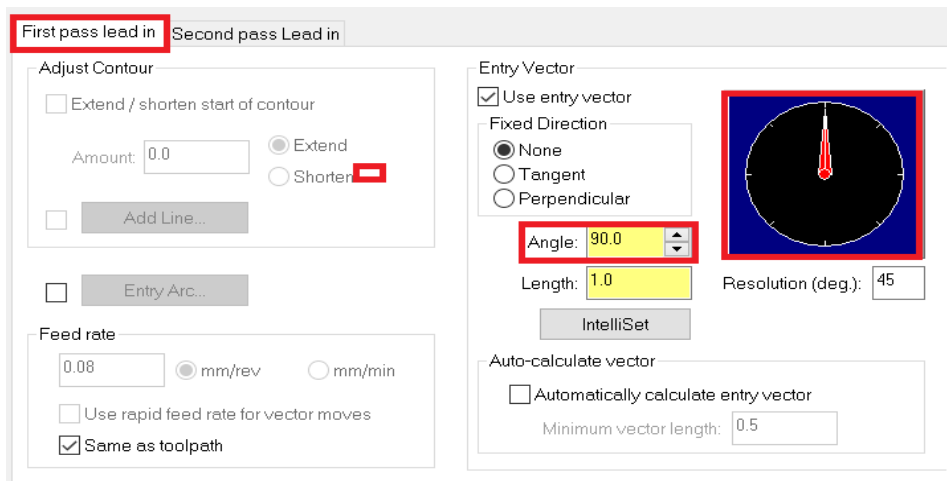 First pass lead in
Second pass Lead in
Adjust Contour
Extend / shorten start of contour
Amount: 0.0
Extend
Shorten
Add Line...
Entry Arc...
Feed rate
0.08
mm/rev
mm/min
Use rapid feed rate for vector moves
Same as toolpath
Entry Vector
Use entry vector
Fixed Direction
None
Tangent
Perpendicular
Angle: 90.0
Length: 1.0
Resolution (deg.): 45
IntelliSet
Auto-calculate vector
Automatically calculate entry vector
Minimum vector length: 0.5